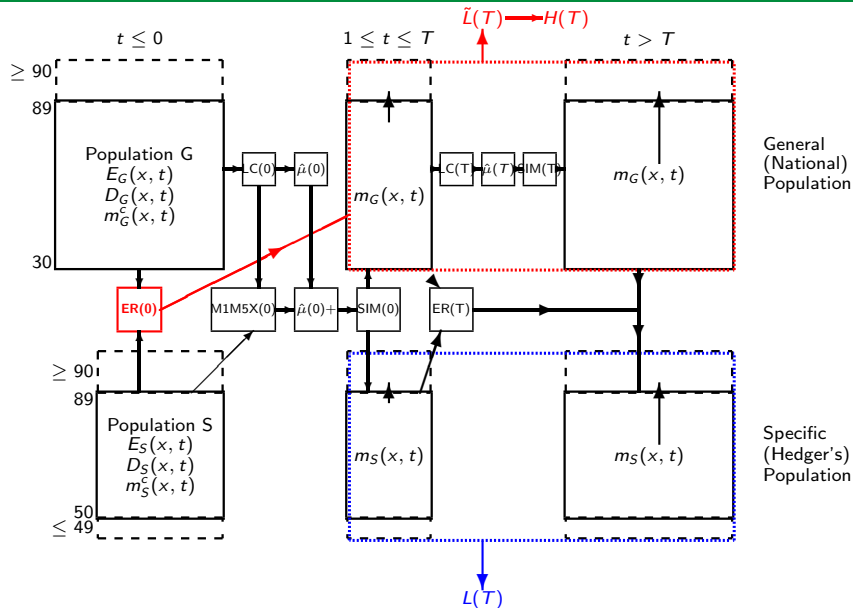 L̃(T) H(T)
t ≤ 0
1 ≤ t ≤ T
t > T
≥ 90
89
Population G
E_G(x, t)
D_G(x, t)
m^c_G(x, t)
30
LC(0)
μ̂(0)
m_G(x, t)
LC(T)
μ̂(T)
SIM(T)
m_G(x, t)
General
(National)
Population
ER(0)
M1M5X(0)
μ̂(0)+
SIM(0)
ER(T)
≥ 90
89
Population S
E_S(x, t)
D_S(x, t)
m^c_S(x, t)
50
≤ 49
m_S(x, t)
m_S(x, t)
Specific
(Hedger's)
Population
L(T)